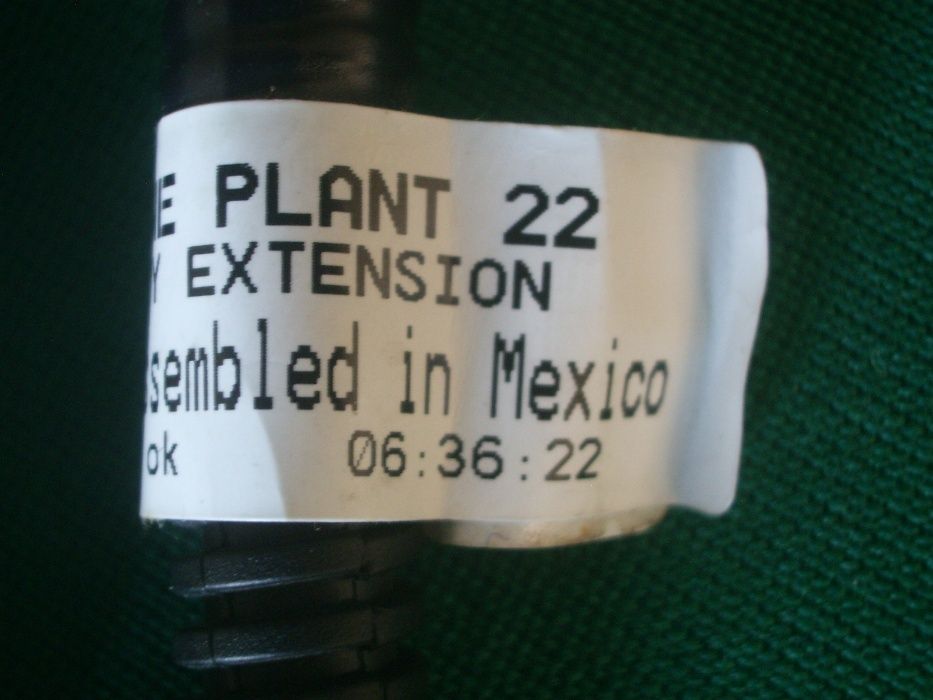 E PLANT 22
Y EXTENSION
sembled in Mexico
ok 06:36:22